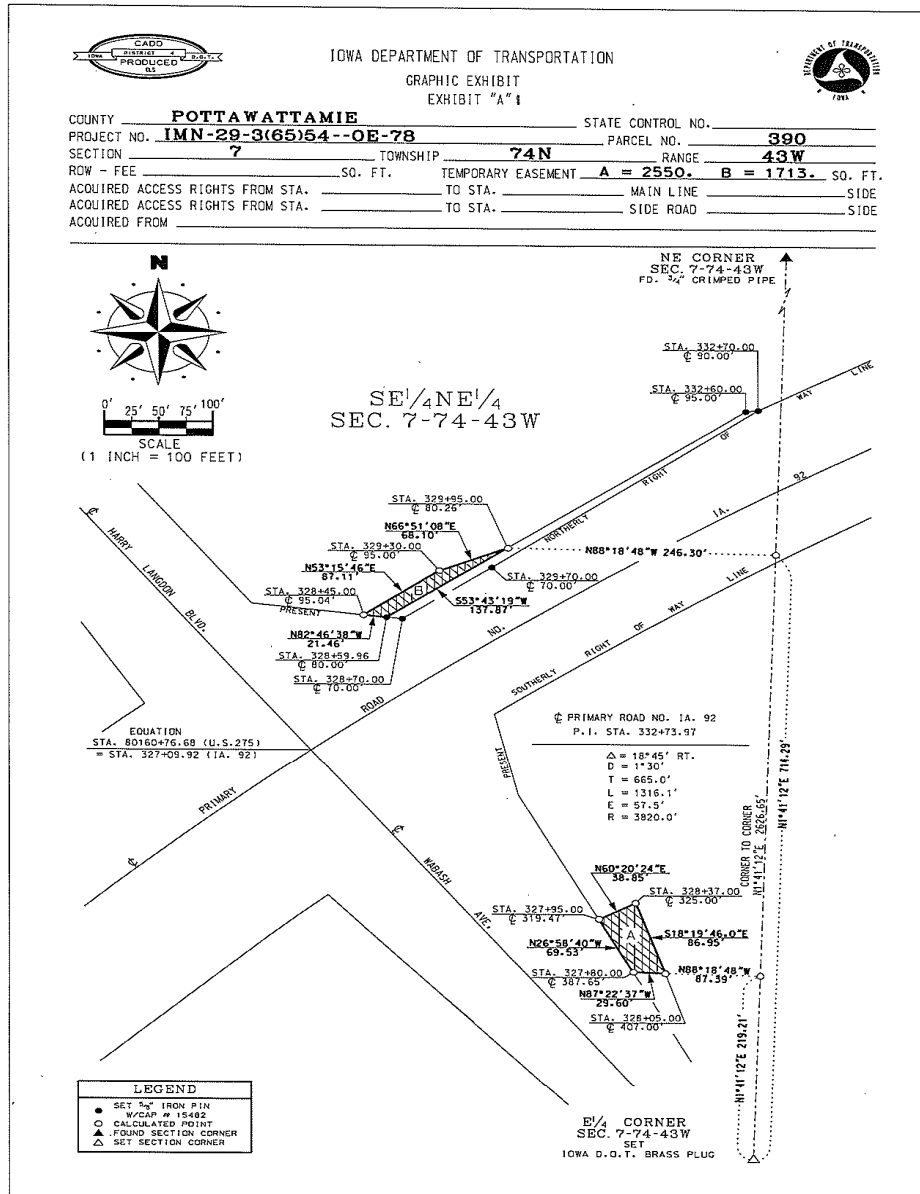 CADD
IOWA DISTRICT 4 D.O.T.
PRODUCED
CLS
IOWA DEPARTMENT OF TRANSPORTATION
GRAPHIC EXHIBIT
EXHIBIT "A"
DEPARTMENT OF TRANSPORTATION
IOWA
COUNTY POTTAWATTAMIE STATE CONTROL NO.
PROJECT NO. IMN-29-3(65)54--0E-78 PARCEL NO. 390
SECTION 7 TOWNSHIP 74N RANGE 43W
ROW - FEE SQ. FT. TEMPORARY EASEMENT A = 2550. B = 1713. SQ. FT.
ACQUIRED ACCESS RIGHTS FROM STA. TO STA. MAIN LINE SIDE
ACQUIRED ACCESS RIGHTS FROM STA. TO STA. SIDE ROAD SIDE
ACQUIRED FROM
NE CORNER
SEC. 7-74-43W
FD. 3/4" CRIMPED PIPE
N
0' 25' 50' 75' 100'
SCALE
(1 INCH = 100 FEET)
SE1/4NE1/4
SEC. 7-74-43W
STA. 332+70.00
℄ 90.00'
STA. 332+60.00
℄ 95.00'
NORTHERLY RIGHT OF WAY LINE
STA. 329+95.00
℄ 80.26'
N66°51'08"E
68.10'
STA. 329+30.00
℄ 95.00'
N53°15'46"E
87.11'
N88°18'48"W 246.30'
STA. 328+45.00
℄ 95.04'
PRESENT
B
STA. 329+70.00
℄ 70.00'
S53°43'19"W
137.87'
N82°46'38"W
21.46'
STA. 328+59.96
℄ 80.00'
STA. 328+70.00
℄ 70.00'
℄ HARRY LANGDON BLVD.
PRIMARY ROAD NO. IA. 92
EQUATION
STA. 80160+76.68 (U.S.275)
= STA. 327+09.92 (IA. 92)
PRESENT SOUTHERLY RIGHT OF WAY LINE
℄ PRIMARY ROAD NO. IA. 92
P.I. STA. 332+73.97
△ = 18°45' RT.
D = 1°30'
T = 665.0'
L = 1316.1'
E = 57.5'
R = 3820.0'
℄
℄ WABASH AVE.
CORNER TO CORNER
N1°41'12"E 2626.65'
N1°41'12"E 714.29'
N60°20'24"E
38.85'
STA. 327+95.00
℄ 319.47'
STA. 328+37.00
℄ 325.00'
A
S18°19'46.0"E
86.95'
N26°58'40"W
69.53'
STA. 327+80.00
℄ 387.65'
N88°18'48"W
87.39'
N87°22'37"W
29.60'
STA. 328+05.00
℄ 407.00'
N1°41'12"E 219.21'
LEGEND
● SET 5/8" IRON PIN
W/CAP # 15482
○ CALCULATED POINT
▲ FOUND SECTION CORNER
△ SET SECTION CORNER
E1/4 CORNER
SEC. 7-74-43W
SET
IOWA D.O.T. BRASS PLUG